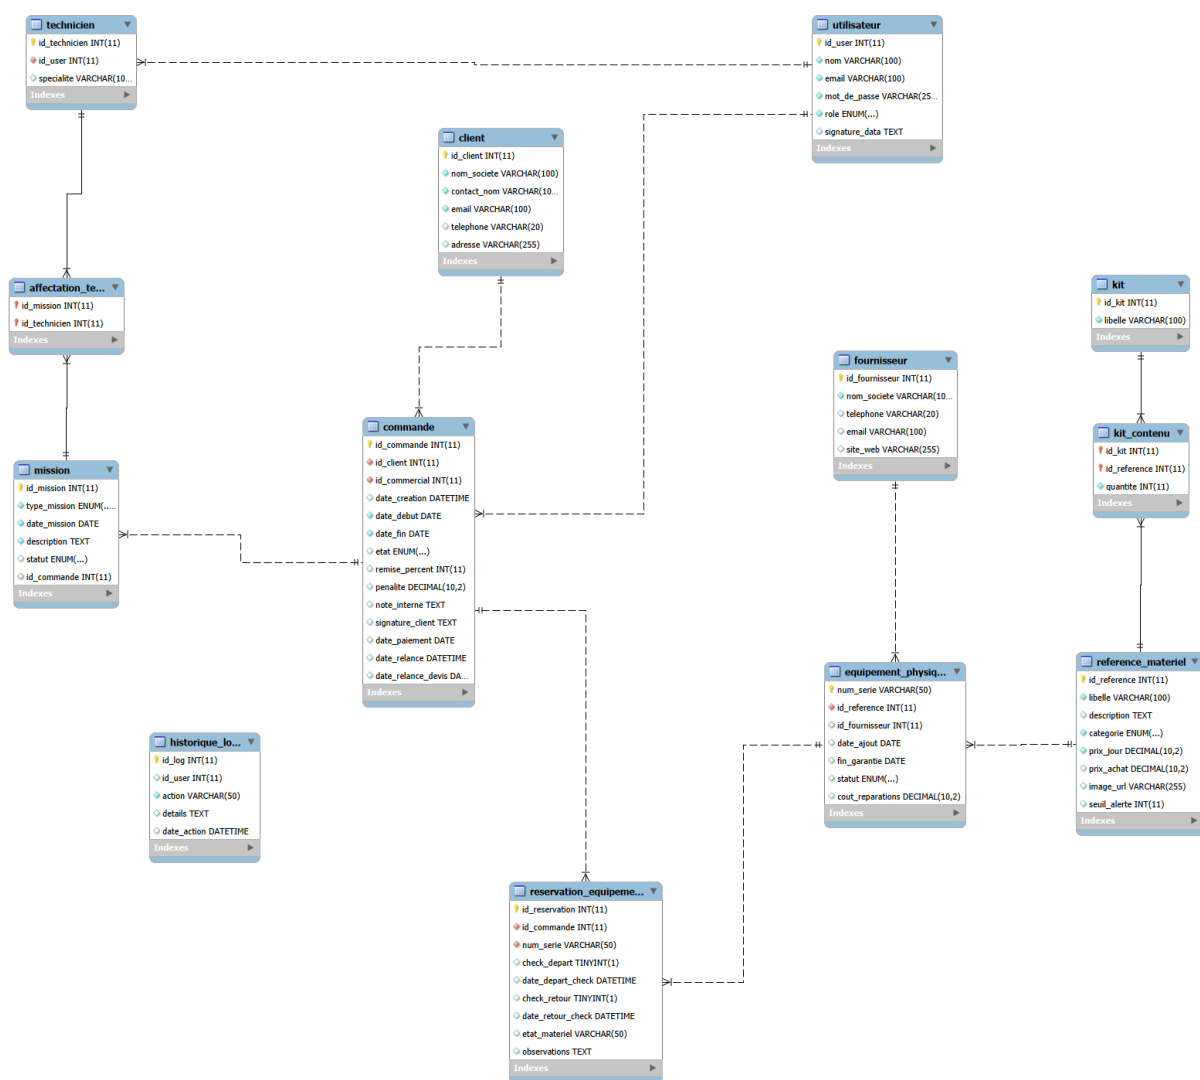 technicien
id_technicien INT(11)
id_user INT(11)
specialite VARCHAR(10...
Indexes
utilisateur
id_user INT(11)
nom VARCHAR(100)
email VARCHAR(100)
mot_de_passe VARCHAR(25...
role ENUM(...)
signature_data TEXT
Indexes
client
id_client INT(11)
nom_societe VARCHAR(100)
contact_nom VARCHAR(10...
email VARCHAR(100)
telephone VARCHAR(20)
adresse VARCHAR(255)
Indexes
affectation_te...
id_mission INT(11)
id_technicien INT(11)
Indexes
kit
id_kit INT(11)
libelle VARCHAR(100)
Indexes
fournisseur
id_fournisseur INT(11)
nom_societe VARCHAR(10...
telephone VARCHAR(20)
email VARCHAR(100)
site_web VARCHAR(255)
Indexes
commande
id_commande INT(11)
id_client INT(11)
id_commercial INT(11)
date_creation DATETIME
date_debut DATE
date_fin DATE
etat ENUM(...)
remise_percent INT(11)
penalite DECIMAL(10,2)
note_interne TEXT
signature_client TEXT
date_paiement DATE
date_relance DATETIME
date_relance_devis DA...
Indexes
kit_contenu
id_kit INT(11)
id_reference INT(11)
quantite INT(11)
Indexes
mission
id_mission INT(11)
type_mission ENUM(...
date_mission DATE
description TEXT
statut ENUM(...)
id_commande INT(11)
Indexes
equipement_physiq...
num_serie VARCHAR(50)
id_reference INT(11)
id_fournisseur INT(11)
date_ajout DATE
fin_garantie DATE
statut ENUM(...)
cout_reparations DECIMAL(10,2)
Indexes
reference_materiel
id_reference INT(11)
libelle VARCHAR(100)
description TEXT
categorie ENUM(...)
prix_jour DECIMAL(10,2)
prix_achat DECIMAL(10,2)
image_url VARCHAR(255)
seuil_alerte INT(11)
Indexes
historique_lo...
id_log INT(11)
id_user INT(11)
action VARCHAR(50)
details TEXT
date_action DATETIME
Indexes
reservation_equipeme...
id_reservation INT(11)
id_commande INT(11)
num_serie VARCHAR(50)
check_depart TINYINT(1)
date_depart_check DATETIME
check_retour TINYINT(1)
date_retour_check DATETIME
etat_materiel VARCHAR(50)
observations TEXT
Indexes